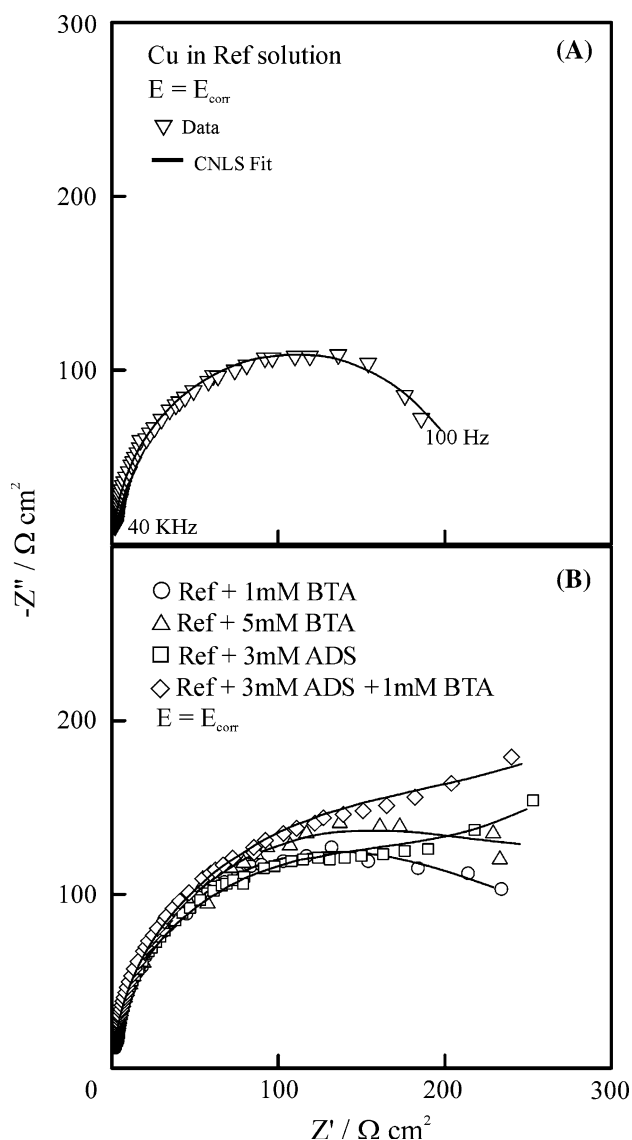 300
Cu in Ref solution
(A)
E = Ecorr
Data
CNLS Fit
200
100
100 Hz
40 KHz
-Z" / Ω cm²
(B)
Ref + 1mM BTA
Ref + 5mM BTA
Ref + 3mM ADS
Ref + 3mM ADS +1mM BTA
E = Ecorr
200
100
0 100 200 300
Z' / Ω cm²